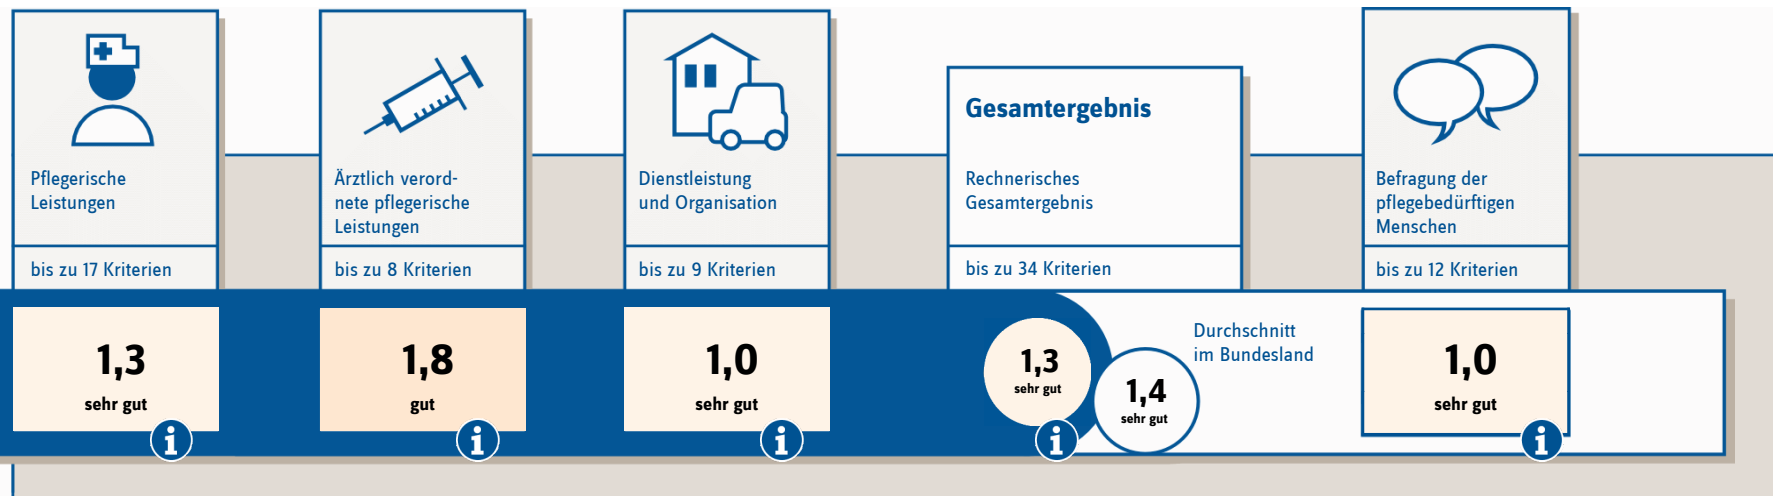 Pflegerische
Leistungen
bis zu 17 Kriterien
1,3
sehr gut
i
Ärztlich verord-
nete pflegerische
Leistungen
bis zu 8 Kriterien
1,8
gut
i
Dienstleistung
und Organisation
bis zu 9 Kriterien
1,0
sehr gut
i
Gesamtergebnis
Rechnerisches
Gesamtergebnis
bis zu 34 Kriterien
1,3
sehr gut
i
1,4
sehr gut
Durchschnitt
im Bundesland
Befragung der
pflegebedürftigen
Menschen
bis zu 12 Kriterien
1,0
sehr gut
i